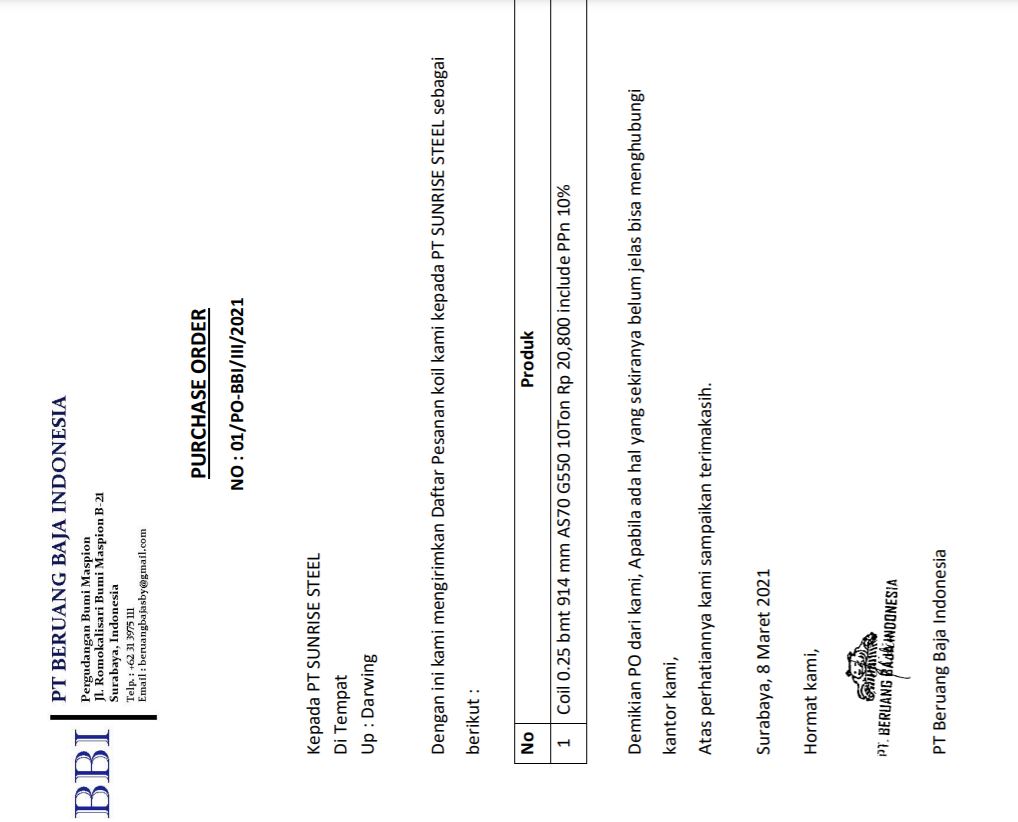 BBI
PT BERUANG BAJA INDONESIA
Pergudangan Bumi Maspion
Jl. Romokalisari Bumi Maspion B-21
Surabaya, Indonesia
Telp. : +62 31 3975 111
Email : beruangbajasby@gmail.com
PURCHASE ORDER
NO : 01/PO-BBI/III/2021
Kepada PT SUNRISE STEEL
Di Tempat
Up : Darwing
Dengan ini kami mengirimkan Daftar Pesanan koil kami kepada PT SUNRISE STEEL sebagai
berikut :
No Produk
1 Coil 0.25 bmt 914 mm AS70 G550 10Ton Rp 20,800 include PPn 10%
Demikian PO dari kami, Apabila ada hal yang sekiranya belum jelas bisa menghubungi
kantor kami,
Atas perhatiannya kami sampaikan terimakasih.
Surabaya, 8 Maret 2021
Hormat kami,
PT. BERUANG BAJA INDONESIA
PT Beruang Baja Indonesia